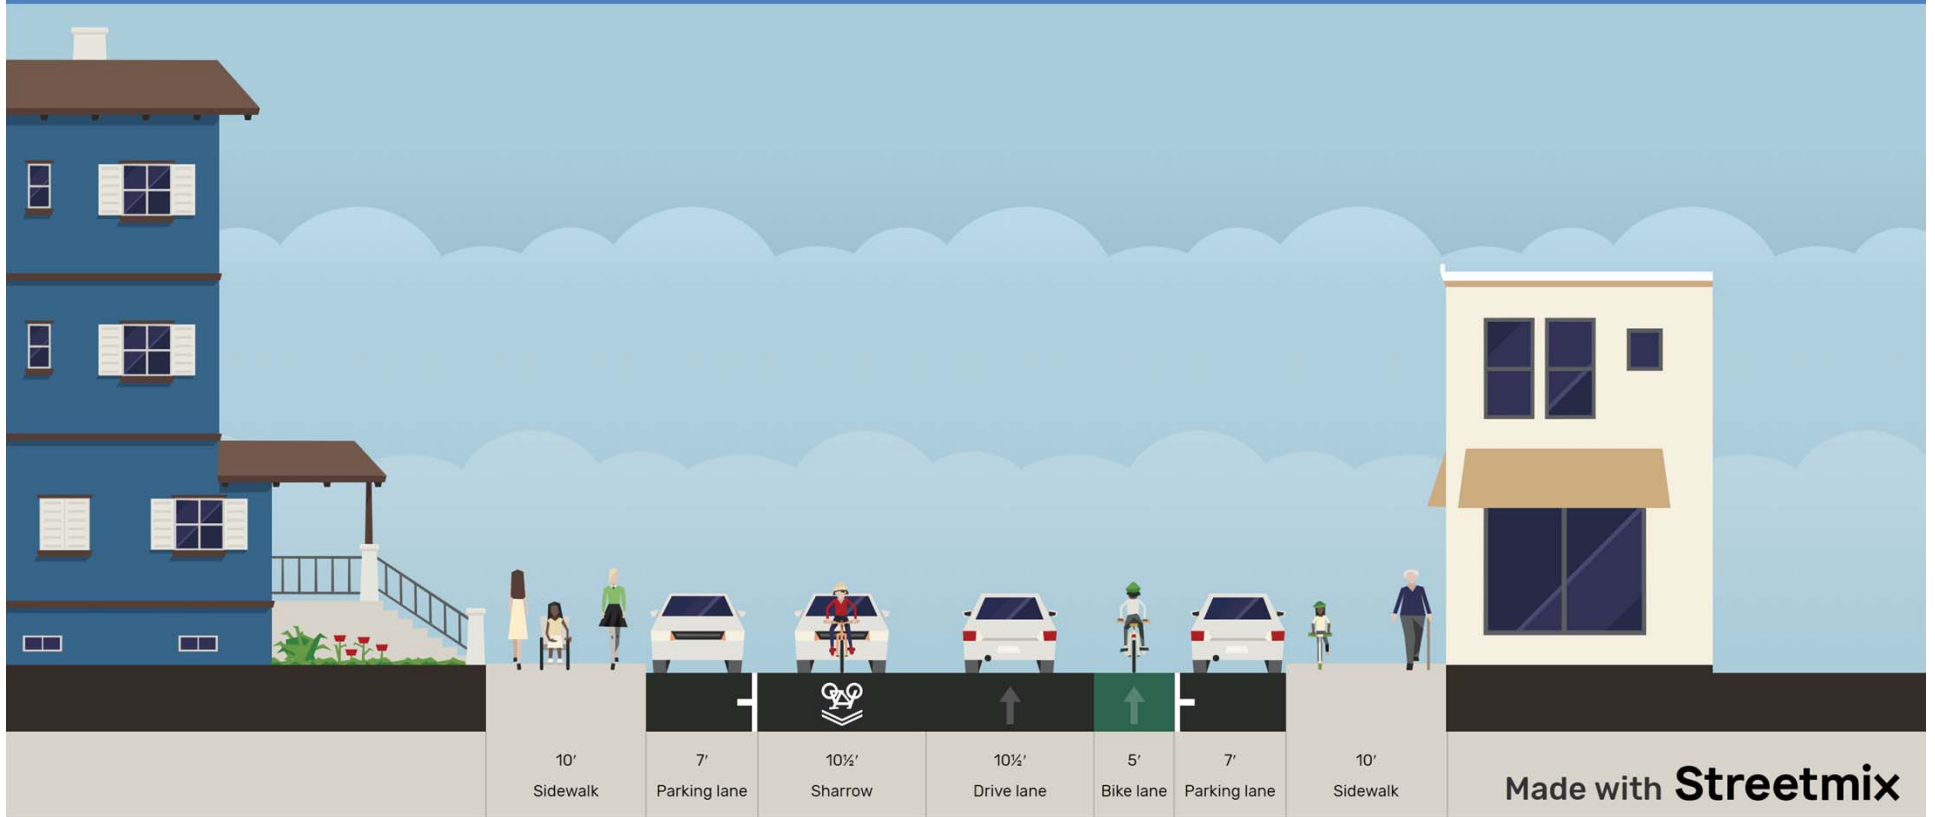 10′ 7′ 10½′ 10½′ 5′ 7′ 10′
Sidewalk Parking lane Sharrow Drive lane Bike lane Parking lane Sidewalk
Made with Streetmix